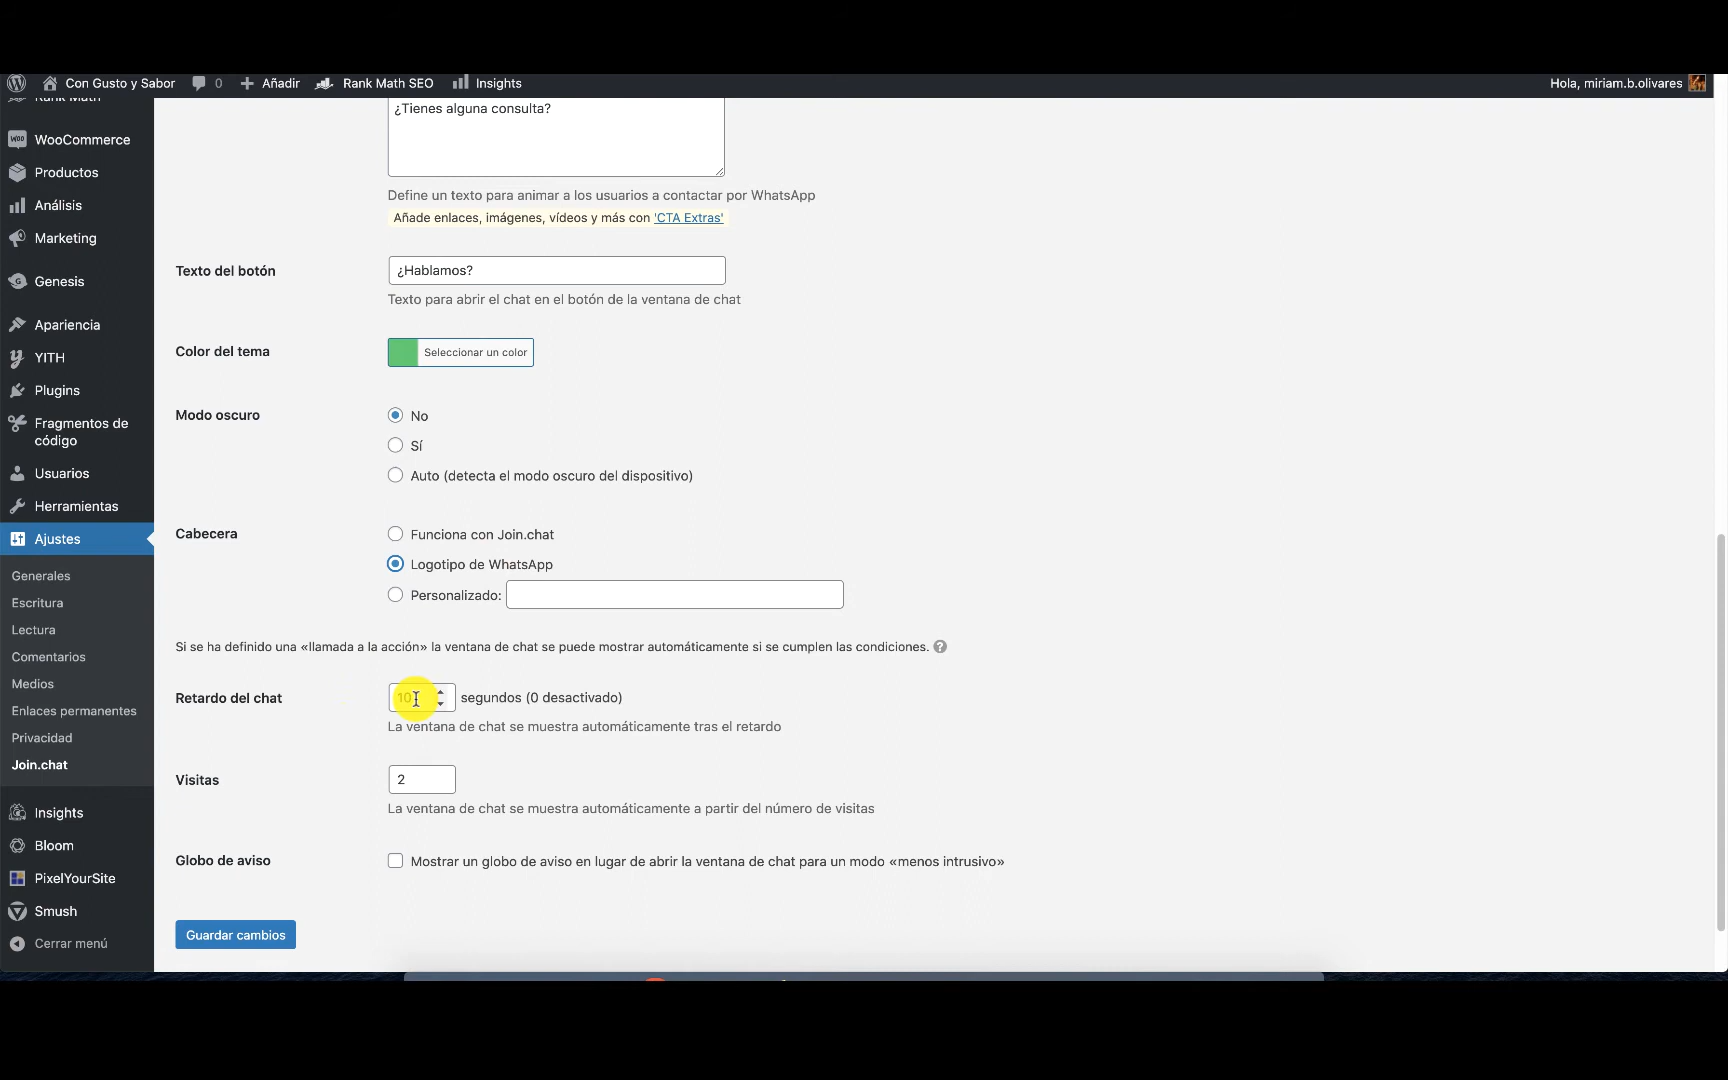 Con Gusto y Sabor
0
Añadir
Rank Math SEO
Insights
Hola, miriam.b.olivares
Rank Math
WooCommerce
Productos
Análisis
Marketing
Genesis
Apariencia
YITH
Plugins
Fragmentos de
código
Usuarios
Herramientas
Ajustes
Generales
Escritura
Lectura
Comentarios
Medios
Enlaces permanentes
Privacidad
Join.chat
Insights
Bloom
PixelYourSite
Smush
Cerrar menú
¿Tienes alguna consulta?
Define un texto para animar a los usuarios a contactar por WhatsApp
Añade enlaces, imágenes, vídeos y más con 'CTA Extras'
Texto del botón
¿Hablamos?
Texto para abrir el chat en el botón de la ventana de chat
Color del tema
Seleccionar un color
Modo oscuro
No
Sí
Auto (detecta el modo oscuro del dispositivo)
Cabecera
Funciona con Join.chat
Logotipo de WhatsApp
Personalizado:
Si se ha definido una «llamada a la acción» la ventana de chat se puede mostrar automáticamente si se cumplen las condiciones. ?
Retardo del chat
10
segundos (0 desactivado)
La ventana de chat se muestra automáticamente tras el retardo
Visitas
2
La ventana de chat se muestra automáticamente a partir del número de visitas
Globo de aviso
Mostrar un globo de aviso en lugar de abrir la ventana de chat para un modo «menos intrusivo»
Guardar cambios